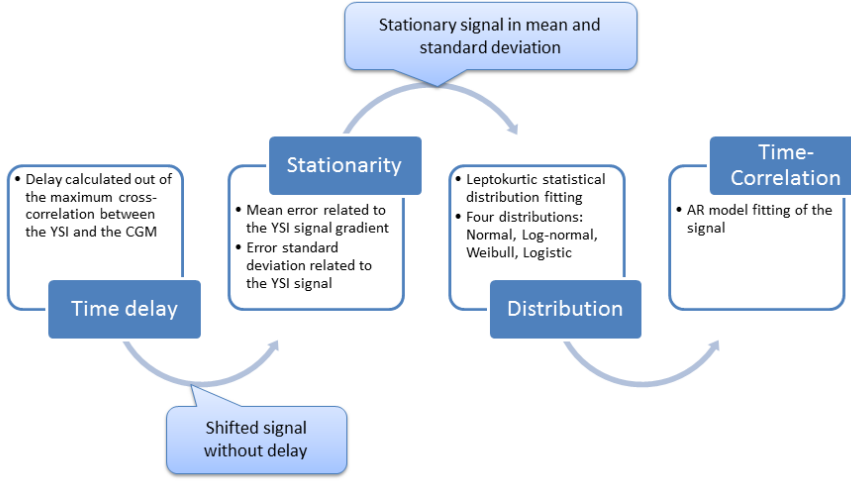 Stationary signal in mean and
standard deviation
• Delay calculated out of
the maximum cross-
correlation between
the YSI and the CGM
Time delay
Stationarity
• Mean error related to
the YSI signal gradient
• Error standard
deviation related to
the YSI signal
• Leptokurtic statistical
distribution fitting
• Four distributions:
Normal, Log-normal,
Weibull, Logistic
Distribution
Time-
Correlation
• AR model fitting of the
signal
Shifted signal
without delay